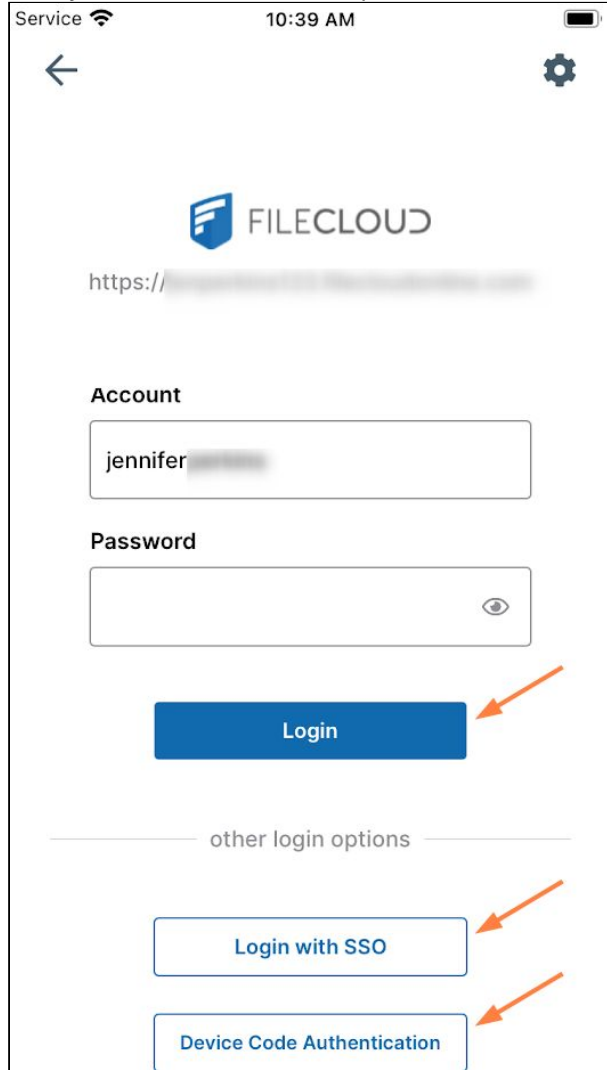 Service 10:39 AM
FILECLOUD
https://
Account
jennifer
Password
Login
other login options
Login with SSO
Device Code Authentication